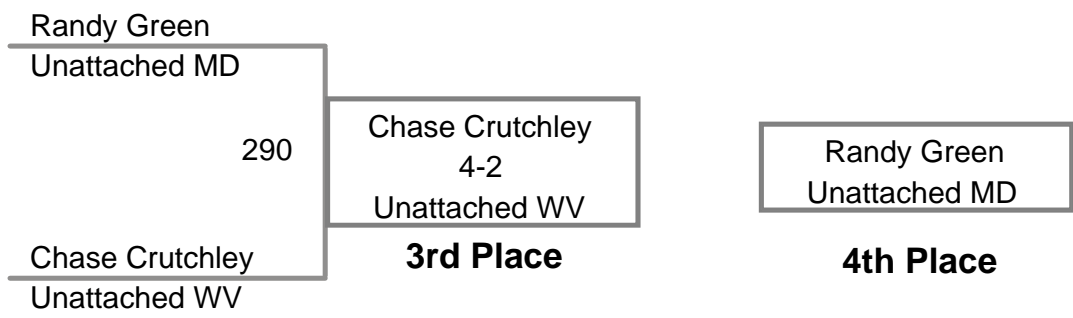 Randy Green
Unattached MD
290
Chase Crutchley
Unattached WV
Chase Crutchley
4-2
Unattached WV
3rd Place
Randy Green
Unattached MD
4th Place